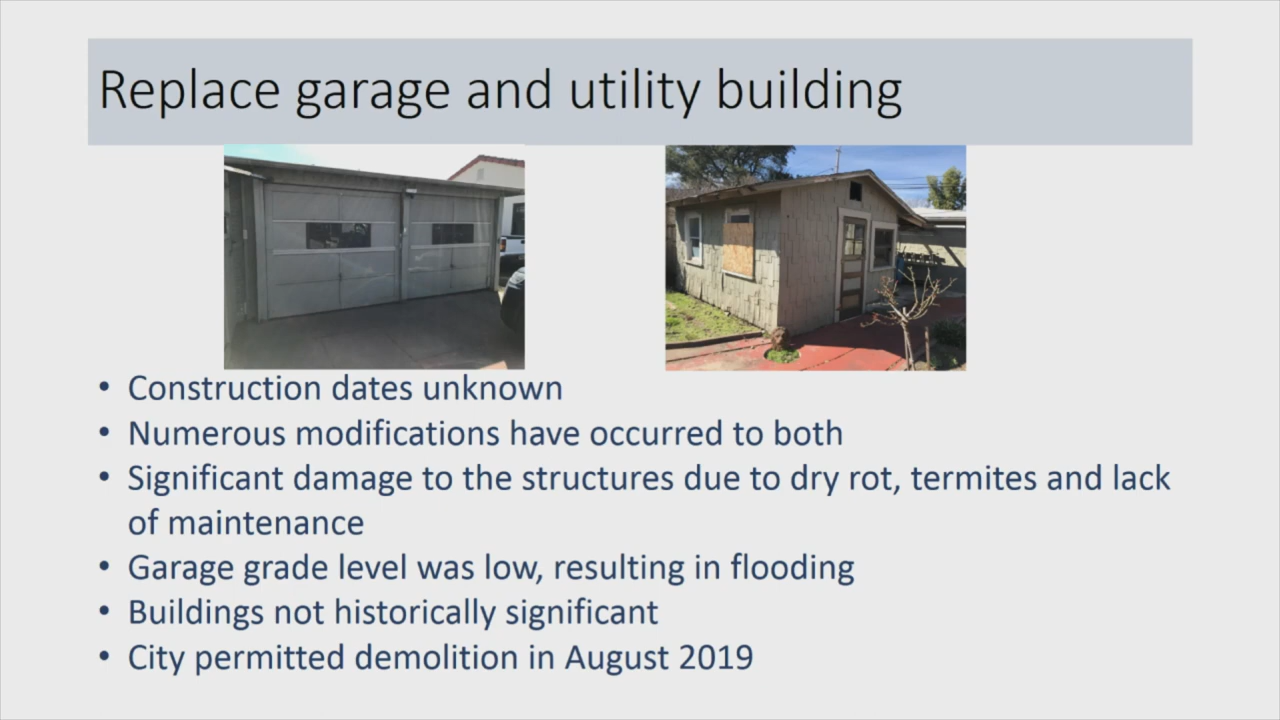 Replace garage and utility building
• Construction dates unknown
• Numerous modifications have occurred to both
• Significant damage to the structures due to dry rot, termites and lack
of maintenance
• Garage grade level was low, resulting in flooding
• Buildings not historically significant
• City permitted demolition in August 2019